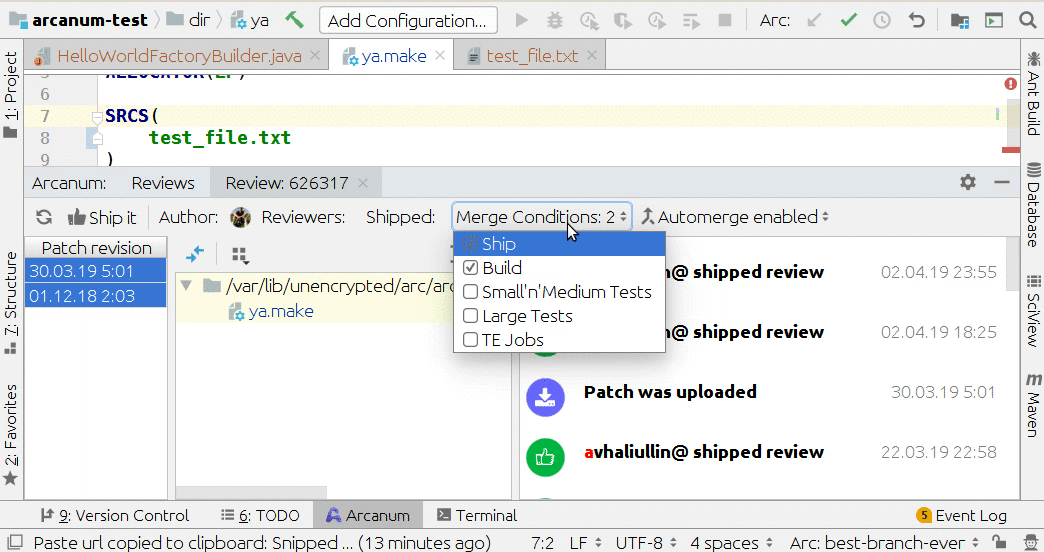 arcanum-test dir ya Add Configuration... Arc:
HelloWorldFactoryBuilder.java ya.make test_file.txt
6
7 SRCS(
8 test_file.txt
9 )
Arcanum: Reviews Review: 626317
Ship it Author: Reviewers: Shipped: Merge Conditions: 2 Automerge enabled
Patch revision
30.03.19 5:01
01.12.18 2:03
/var/lib/unencrypted/arc/arc
ya.make
Ship
Build
Small'n'Medium Tests
Large Tests
TE Jobs
@ shipped review 02.04.19 23:55
@ shipped review 02.04.19 18:25
Patch was uploaded 30.03.19 5:01
avhaliullin@ shipped review 22.03.19 22:58
1: Project
7: Structure
2: Favorites
Ant Build
Database
SciView
m Maven
9: Version Control 6: TODO Arcanum Terminal 5 Event Log
Paste url copied to clipboard: Snipped ... (13 minutes ago) 7:2 LF UTF-8 4 spaces Arc: best-branch-ever